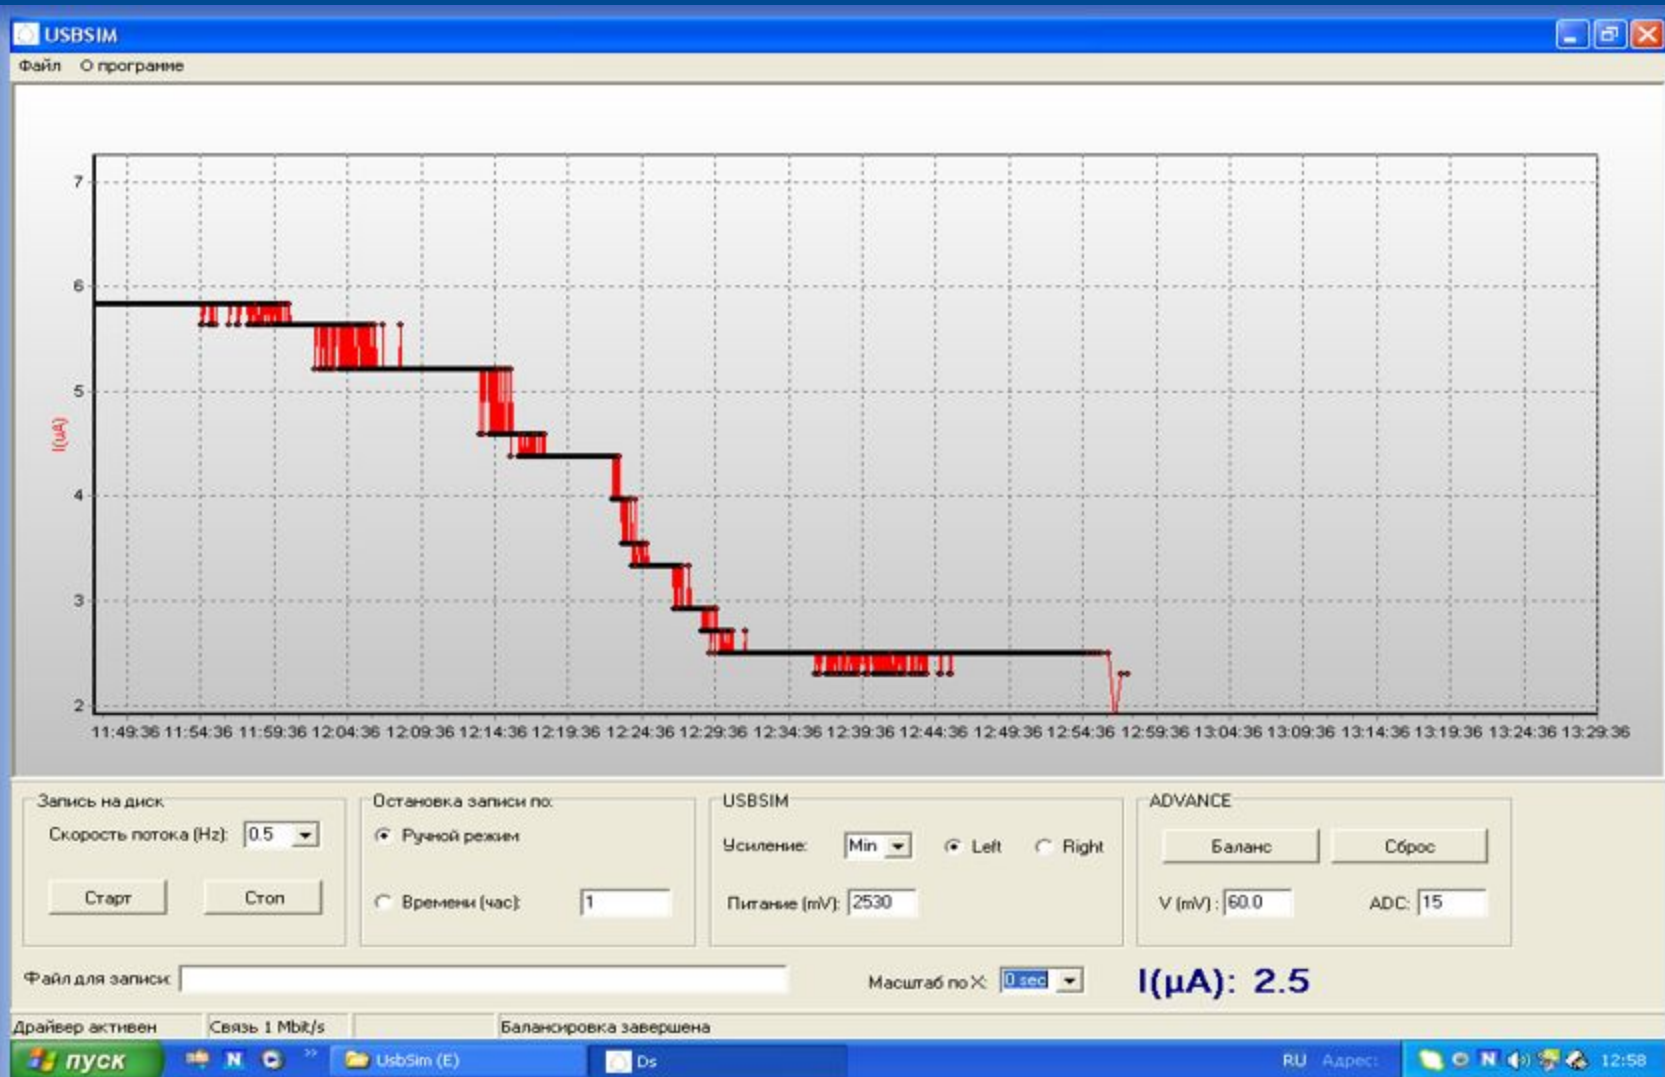 USBSIM
Файл О программе
7
6
5
4
3
2
I(uA)
11:49:36 11:54:36 11:59:36 12:04:36 12:09:36 12:14:36 12:19:36 12:24:36 12:29:36 12:34:36 12:39:36 12:44:36 12:49:36 12:54:36 12:59:36 13:04:36 13:09:36 13:14:36 13:19:36 13:24:36 13:29:36
Запись на диск Остановка записи по: USBSIM ADVANCE
Скорость потока (Hz): 0.5 Ручной режим Усиление: Min Left Right Баланс Сброс
Старт Стоп Времени (час): 1 Питание (mV): 2530 V (mV) : 60.0 ADC: 15
Файл для записи: Масштаб по X: 0 sec I(µA): 2.5
Драйвер активен Связь 1 Mbit/s Балансировка завершена
пуск N » UsbSim (E) Ds RU Адрес: N 12:58